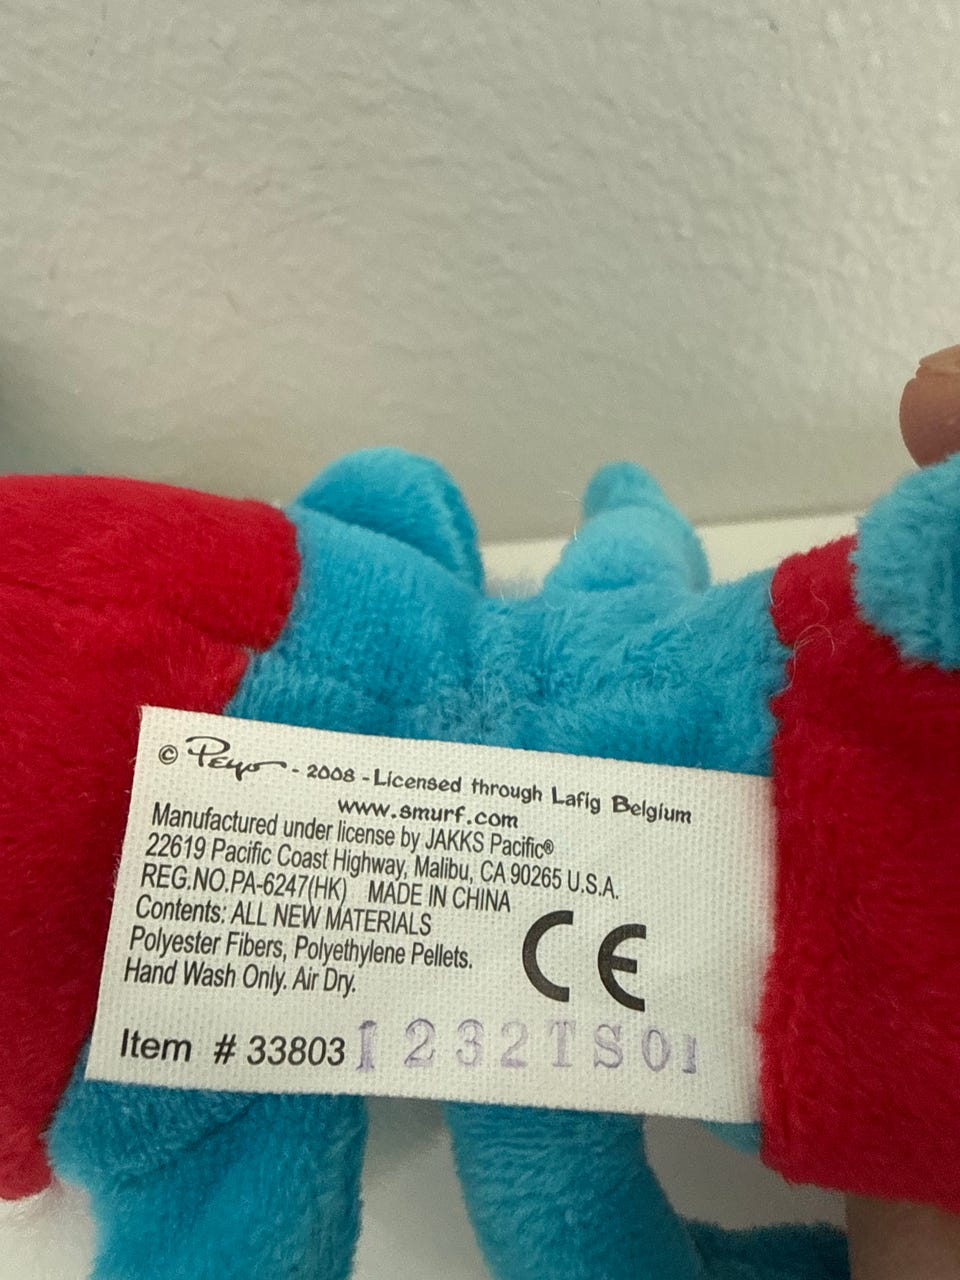 © Peyo - 2008 - Licensed through Lafig Belgium
www.smurf.com
Manufactured under license by JAKKS Pacific®
22619 Pacific Coast Highway, Malibu, CA 90265 U.S.A.
REG.NO.PA-6247(HK) MADE IN CHINA
Contents: ALL NEW MATERIALS
Polyester Fibers, Polyethylene Pellets.
Hand Wash Only. Air Dry.
CE
Item # 33803 1232TS01